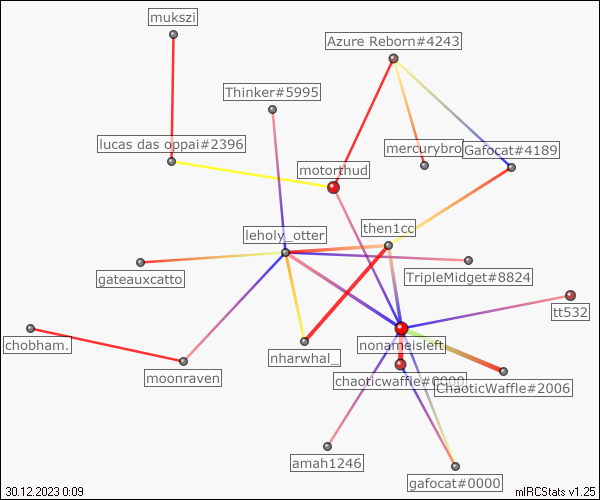 mukszi
Azure Reborn#4243
Thinker#5995
lucas das oppai#2396
mercurybro
Gafocat#4189
motorthud
then1cc
leholy_otter
gateauxcatto
TripleMidget#8824
tt532
chobham.
nharwhal_
nonameisleft
moonraven
chaoticwaffle#0000
ChaoticWaffle#2006
amah1246
gafocat#0000
30.12.2023 0:09
mIRCStats v1.25